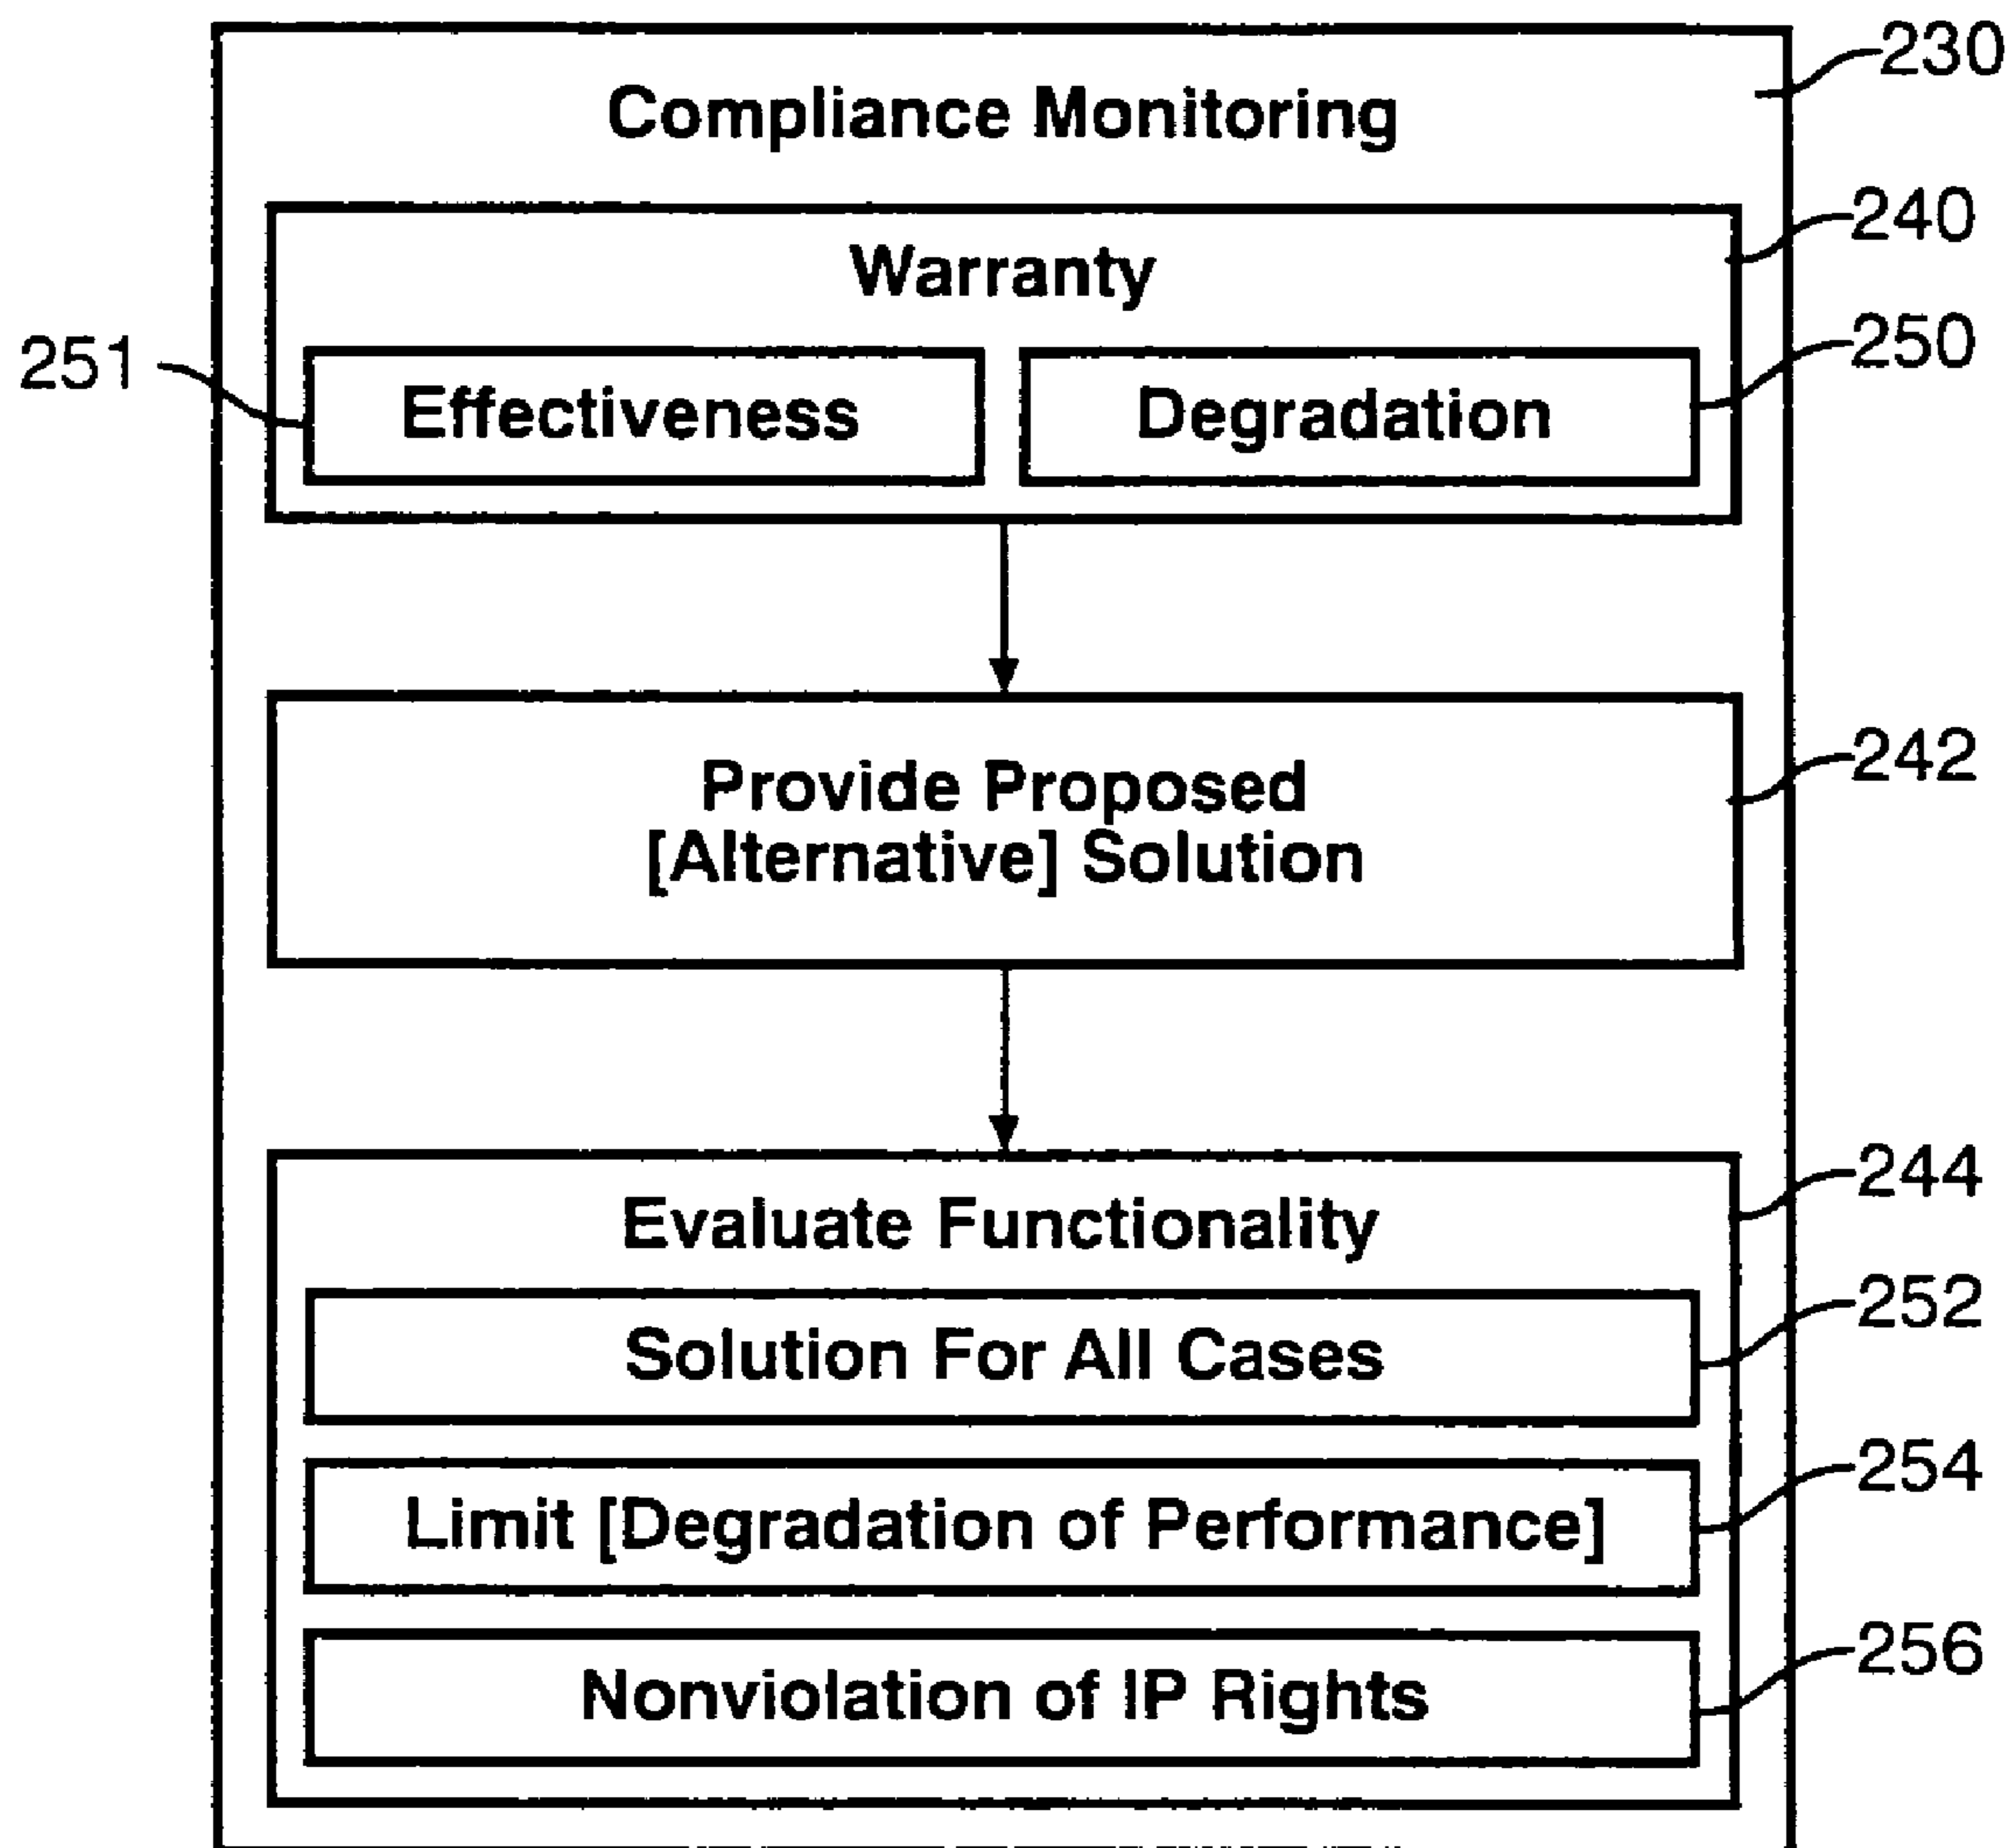 230
Compliance Monitoring
240
Warranty
250
251
Effectiveness
Degradation
242
Provide Proposed
[Alternative] Solution
244
Evaluate Functionality
252
Solution For All Cases
254
Limit [Degradation of Performance]
256
Nonviolation of IP Rights